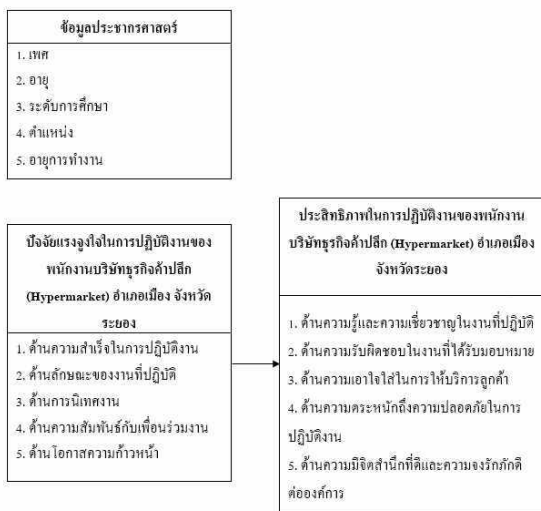 ข้อมูลประชากรศาสตร์
1. เพศ
2. อายุ
3. ระดับการศึกษา
4. ตำแหน่ง
5. อายุการทำงาน
ปัจจัยแรงจูงใจในการปฏิบัติงานของ
พนักงานบริษัทธุรกิจค้าปลีก
(Hypermarket) อำเภอเมือง จังหวัด
ระยอง
1. ด้านความสำเร็จในการปฏิบัติงาน
2. ด้านลักษณะของงานที่ปฏิบัติ
3. ด้านการนิเทศงาน
4. ด้านความสัมพันธ์กับเพื่อนร่วมงาน
5. ด้านโอกาสความก้าวหน้า
ประสิทธิภาพในการปฏิบัติงานของพนักงาน
บริษัทธุรกิจค้าปลีก (Hypermarket) อำเภอเมือง
จังหวัดระยอง
1. ด้านความรู้และความเชี่ยวชาญในงานที่ปฏิบัติ
2. ด้านความรับผิดชอบในงานที่ได้รับมอบหมาย
3. ด้านความเอาใจใส่ในการให้บริการลูกค้า
4. ด้านความตระหนักถึงความปลอดภัยในการ
ปฏิบัติงาน
5. ด้านความมีจิตสำนึกที่ดีและความจงรักภักดี
ต่อองค์การ